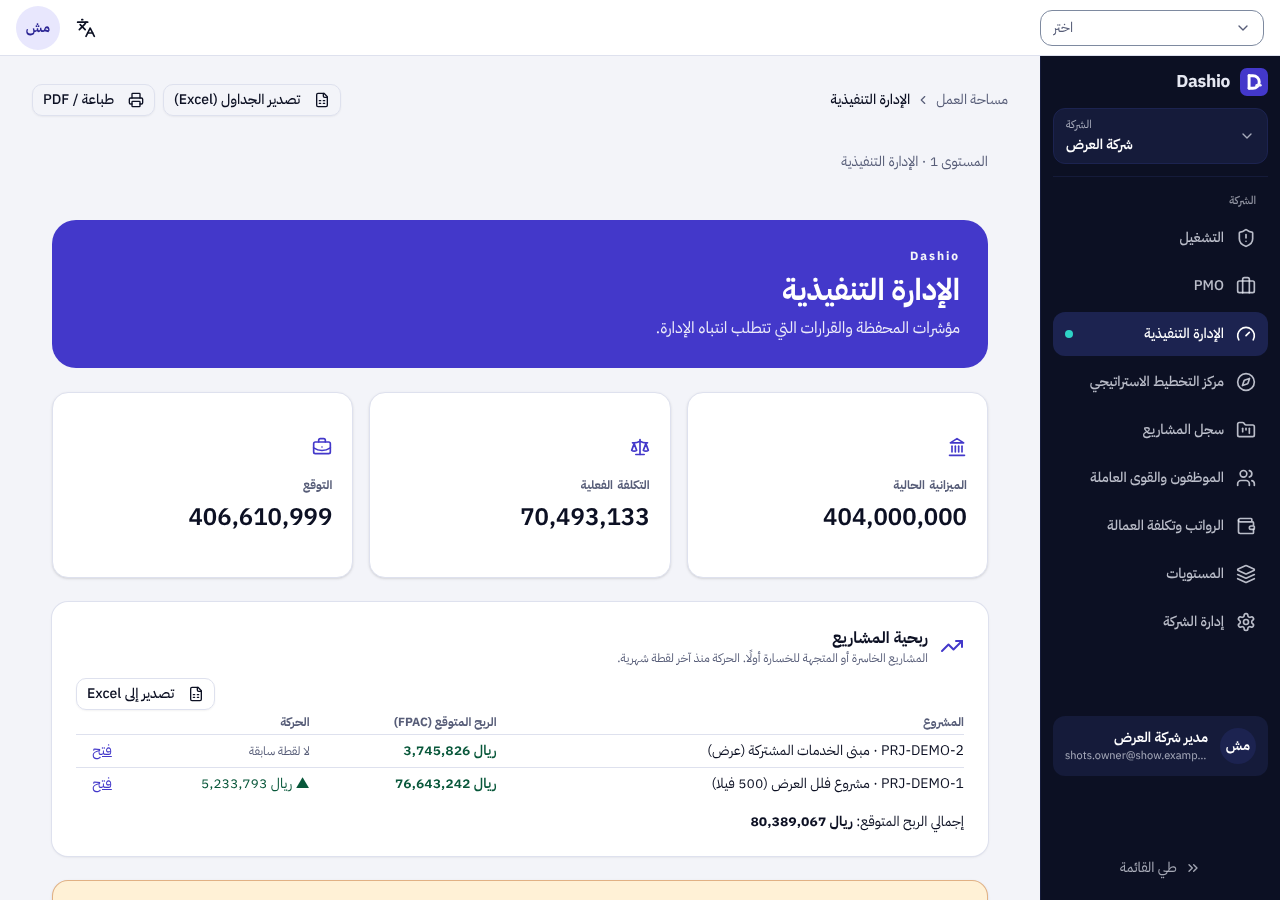 اختر
مش
Dashio
الشركة
شركة العرض
الشركة
التشغيل
PMO
الإدارة التنفيذية
مركز التخطيط الاستراتيجي
سجل المشاريع
الموظفون والقوى العاملة
الرواتب وتكلفة العمالة
المستويات
إدارة الشركة
مدير شركة العرض
shots.owner@show.examp...
مش
طي القائمة
مساحة العمل
الإدارة التنفيذية
تصدير الجداول (Excel)
طباعة / PDF
المستوى 1 · الإدارة التنفيذية
Dashio
الإدارة التنفيذية
مؤشرات المحفظة والقرارات التي تتطلب انتباه الإدارة.
الميزانية الحالية
404,000,000
التكلفة الفعلية
70,493,133
التوقع
406,610,999
ربحية المشاريع
المشاريع الخاسرة أو المتجهة للخسارة أولًا. الحركة منذ آخر لقطة شهرية.
تصدير إلى Excel
المشروع الربح المتوقع (FPAC) الحركة
PRJ-DEMO-2 · مبنى الخدمات المشتركة (عرض) 3,745,826 ريال لا لقطة سابقة فتح
PRJ-DEMO-1 · مشروع فلل العرض (500 فيلا) 76,643,242 ريال ▲ 5,233,793 ريال فتح
إجمالي الربح المتوقع: 80,389,067 ريال